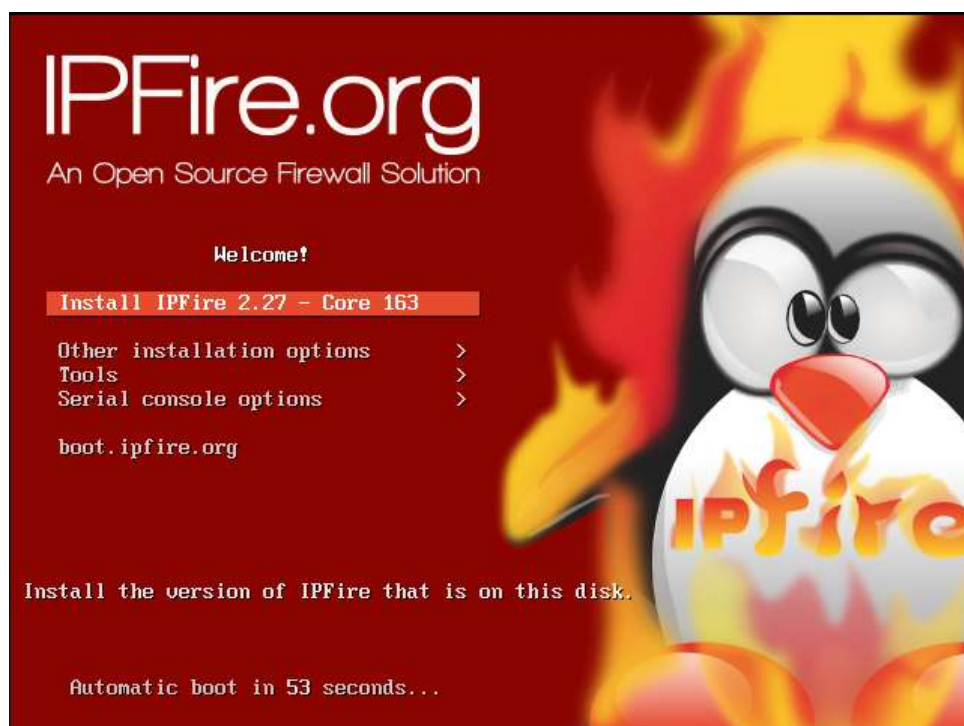 IPFire.org
An Open Source Firewall Solution
Welcome!
Install IPFire 2.27 - Core 163
Other installation options >
Tools >
Serial console options >
boot.ipfire.org
IPfire
Install the version of IPFire that is on this disk.
Automatic boot in 53 seconds...